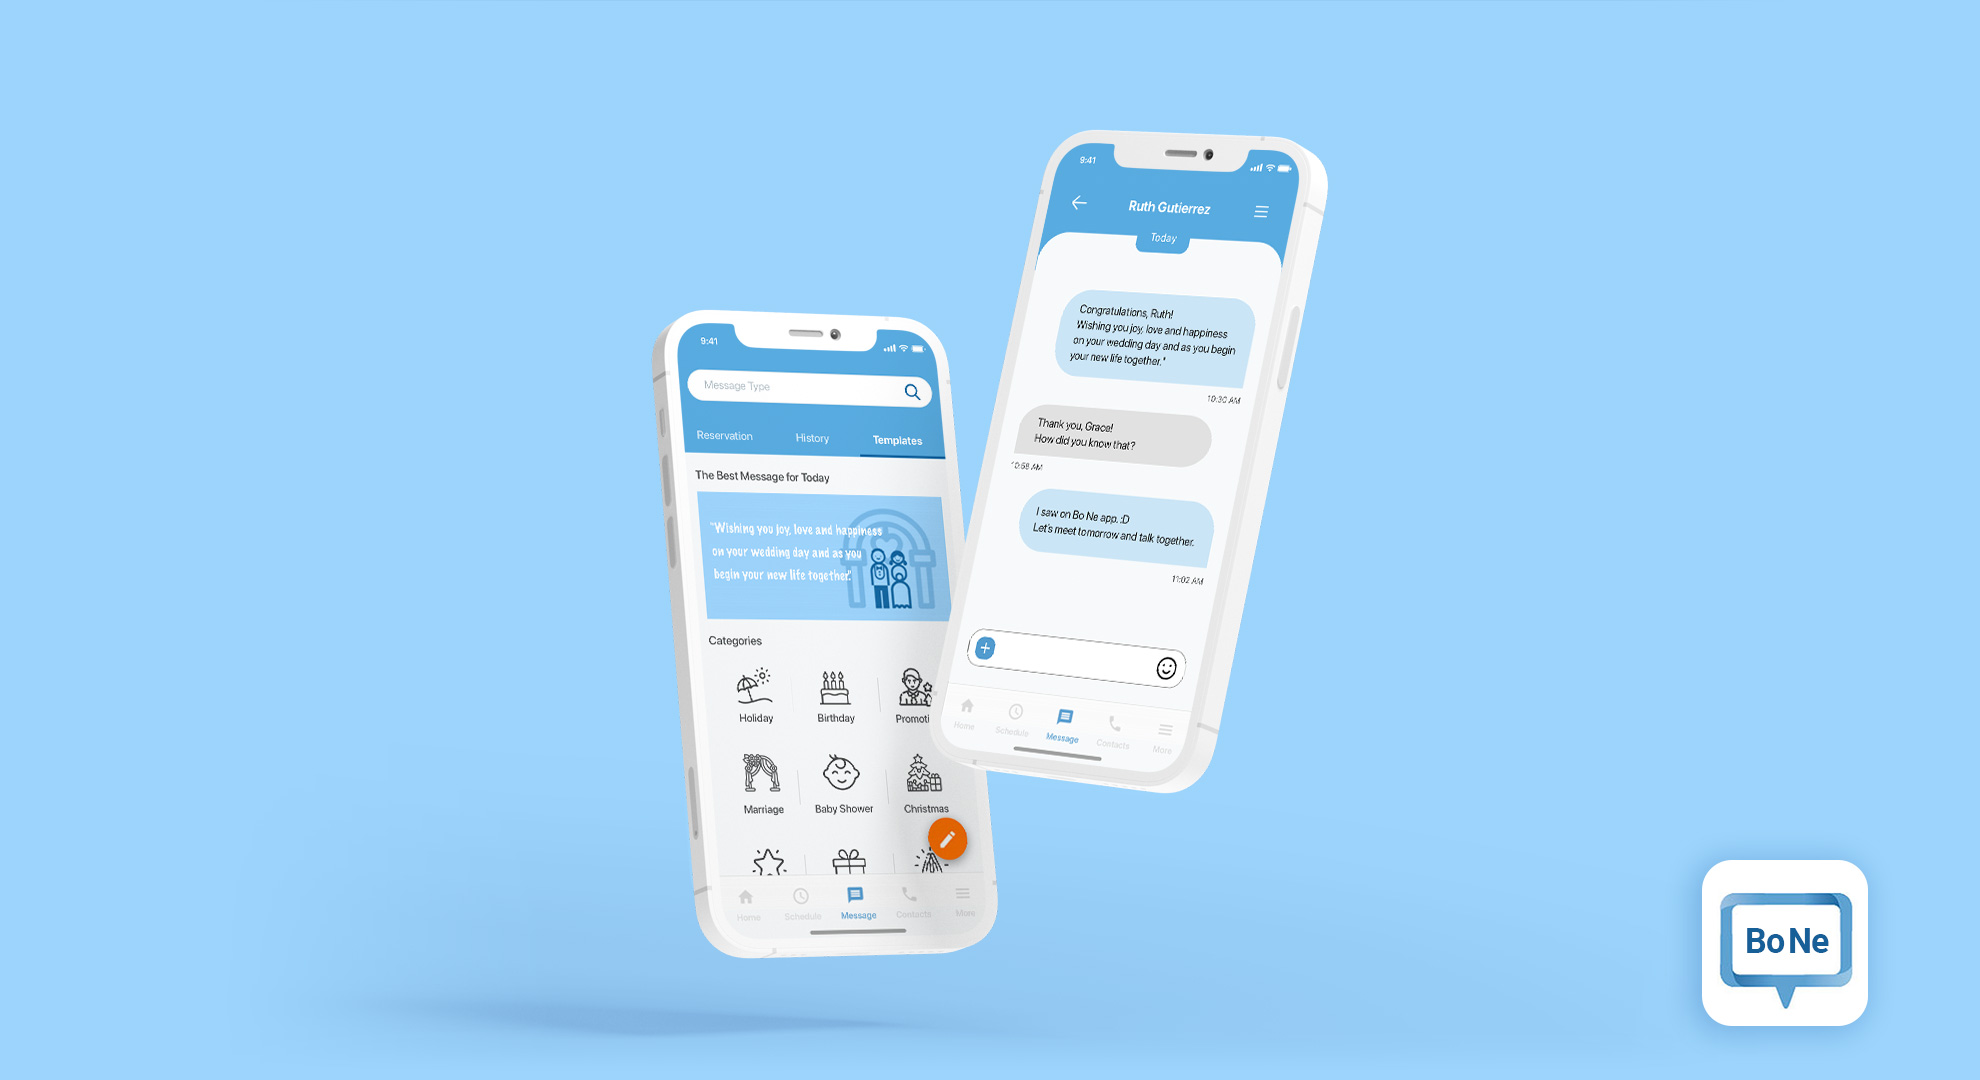 9:41
Message Type
Reservation History Templates
The Best Message for Today
"Wishing you joy, love and happiness
on your wedding day and as you
begin your new life together."
Categories
Holiday Birthday Promoti
Marriage Baby Shower Christmas
Home Schedule Message Contacts More
9:41
Ruth Gutierrez
Today
Congratulations, Ruth!
Wishing you joy, love and happiness
on your wedding day and as you begin
your new life together."
10:30 AM
Thank you, Grace!
How did you know that?
10:58 AM
I saw on Bo Ne app. :D
Let's meet tomorrow and talk together.
11:02 AM
Home Schedule Message Contacts More
Bo Ne